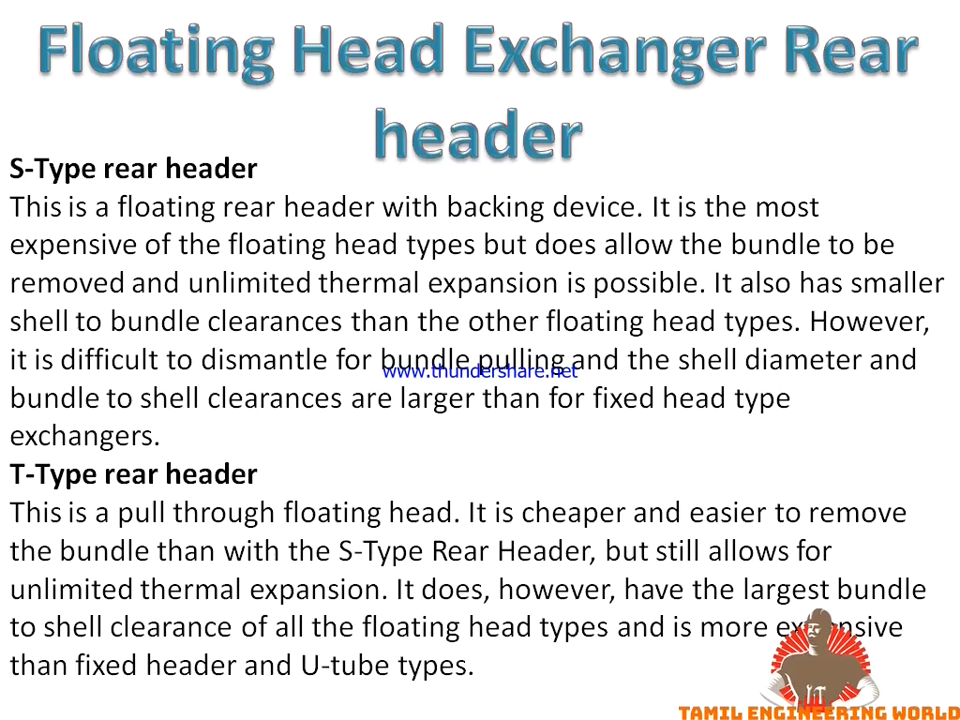 Floating Head Exchanger Rear
header
S-Type rear header
This is a floating rear header with backing device. It is the most
expensive of the floating head types but does allow the bundle to be
removed and unlimited thermal expansion is possible. It also has smaller
shell to bundle clearances than the other floating head types. However,
it is difficult to dismantle for bundle pulling and the shell diameter and
www.thundershare.net
bundle to shell clearances are larger than for fixed head type
exchangers.
T-Type rear header
This is a pull through floating head. It is cheaper and easier to remove
the bundle than with the S-Type Rear Header, but still allows for
unlimited thermal expansion. It does, however, have the largest bundle
to shell clearance of all the floating head types and is more expensive
than fixed header and U-tube types.
IT
TAMIL ENGINEERING WORLD